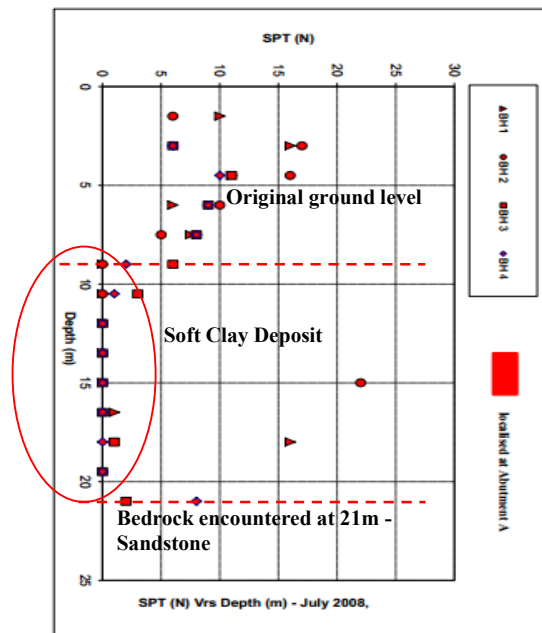 SPT (N)
0 5 10 15 20 25 30
0
5
10
15
20
25
Depth (m)
Original ground level
Soft Clay Deposit
Bedrock encountered at 21m -
Sandstone
SPT (N) Vrs Depth (m) - July 2008,
BH1
BH2
BH3
BH4
localised at Abutment A